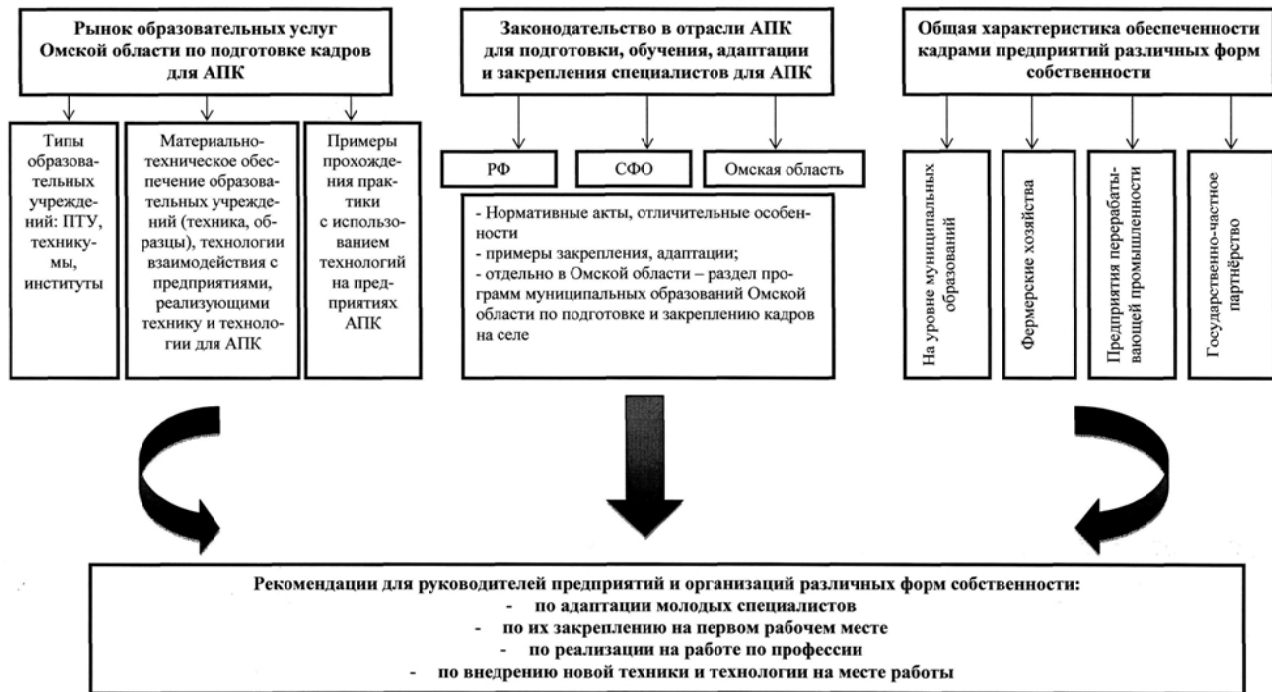 Рынок образовательных услуг
Омской области по подготовке кадров
для АПК
Законодательство в отрасли АПК
для подготовки, обучения, адаптации
и закрепления специалистов для АПК
Общая характеристика обеспеченности
кадрами предприятий различных форм
собственности
Типы
образова-
тельных
учрежде-
ний: ПТУ,
технику-
мы,
институты
Материально-
техническое обес-
печение образова-
тельных учрежде-
ний (техника, об-
разцы), технологии
взаимодействия с
предприятиями,
реализующими
технику и техноло-
гии для АПК
Примеры
прохожде-
ния прак-
тики
с исполь-
зованием
технологий
на пред-
приятиях
АПК
РФ
СФО
Омская область
- Нормативные акты, отличительные особен-
ности
- примеры закрепления, адаптации;
- отдельно в Омской области – раздел про-
грамм муниципальных образований Омской
области по подготовке и закреплению кадров
на селе
На уровне муниципальных
образований
Фермерские хозяйства
Предприятия перерабаты-
вающей промышленности
Государственно-частное
партнёрство
Рекомендации для руководителей предприятий и организаций различных форм собственности:
- по адаптации молодых специалистов
- по их закреплению на первом рабочем месте
- по реализации на работе по профессии
- по внедрению новой техники и технологии на месте работы